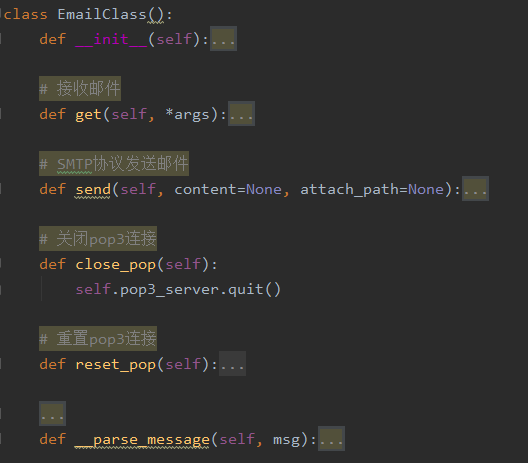 class EmailClass():
def __init__(self):...
# 接收邮件
def get(self, *args):...
# SMTP协议发送邮件
def send(self, content=None, attach_path=None):...
# 关闭pop3连接
def close_pop(self):
self.pop3_server.quit()
# 重置pop3连接
def reset_pop(self):...
...
def __parse_message(self, msg):...